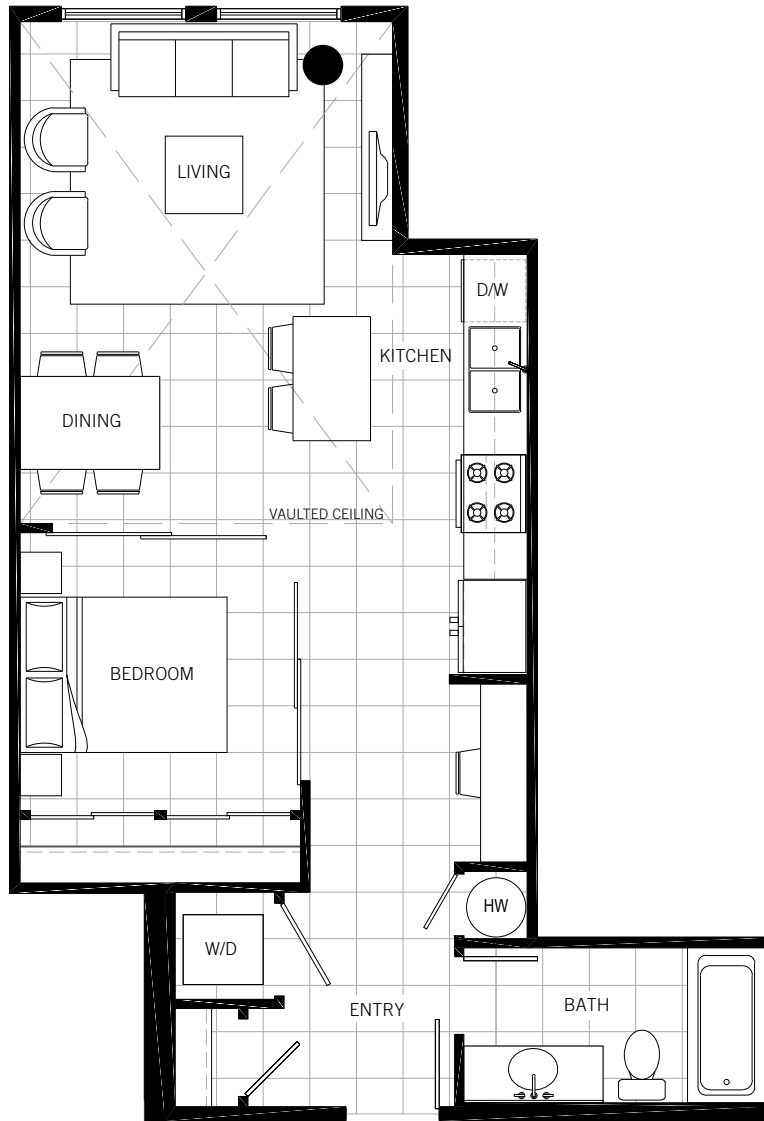 LIVING
D/W
KITCHEN
DINING
VAULTED CEILING
BEDROOM
HW
W/D
ENTRY
BATH